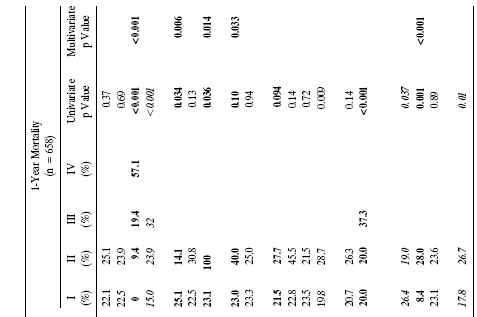 1-Year Mortality
(n = 658)
I II III IV Univariate Multivariate
(%) (%) (%) (%) p Value p Value
22.1 25.1 0.37
22.5 23.9 0.69
0 9.4 19.4 57.1 <0.001 <0.001
15.0 23.9 32 <0.001
25.1 14.1 0.034 0.006
22.5 30.8 0.13
23.1 100 0.036 0.014
23.0 40.0 0.10 0.033
23.3 25.0 0.94
21.5 27.7 0.094
22.8 45.5 0.14
23.5 21.5 0.72
19.8 28.7 0.009
20.7 26.3 0.14
20.0 20.0 37.3 <0.001
26.4 19.0 0.037
8.4 28.0 0.001 <0.001
23.1 23.6 0.89
17.8 26.7 0.01